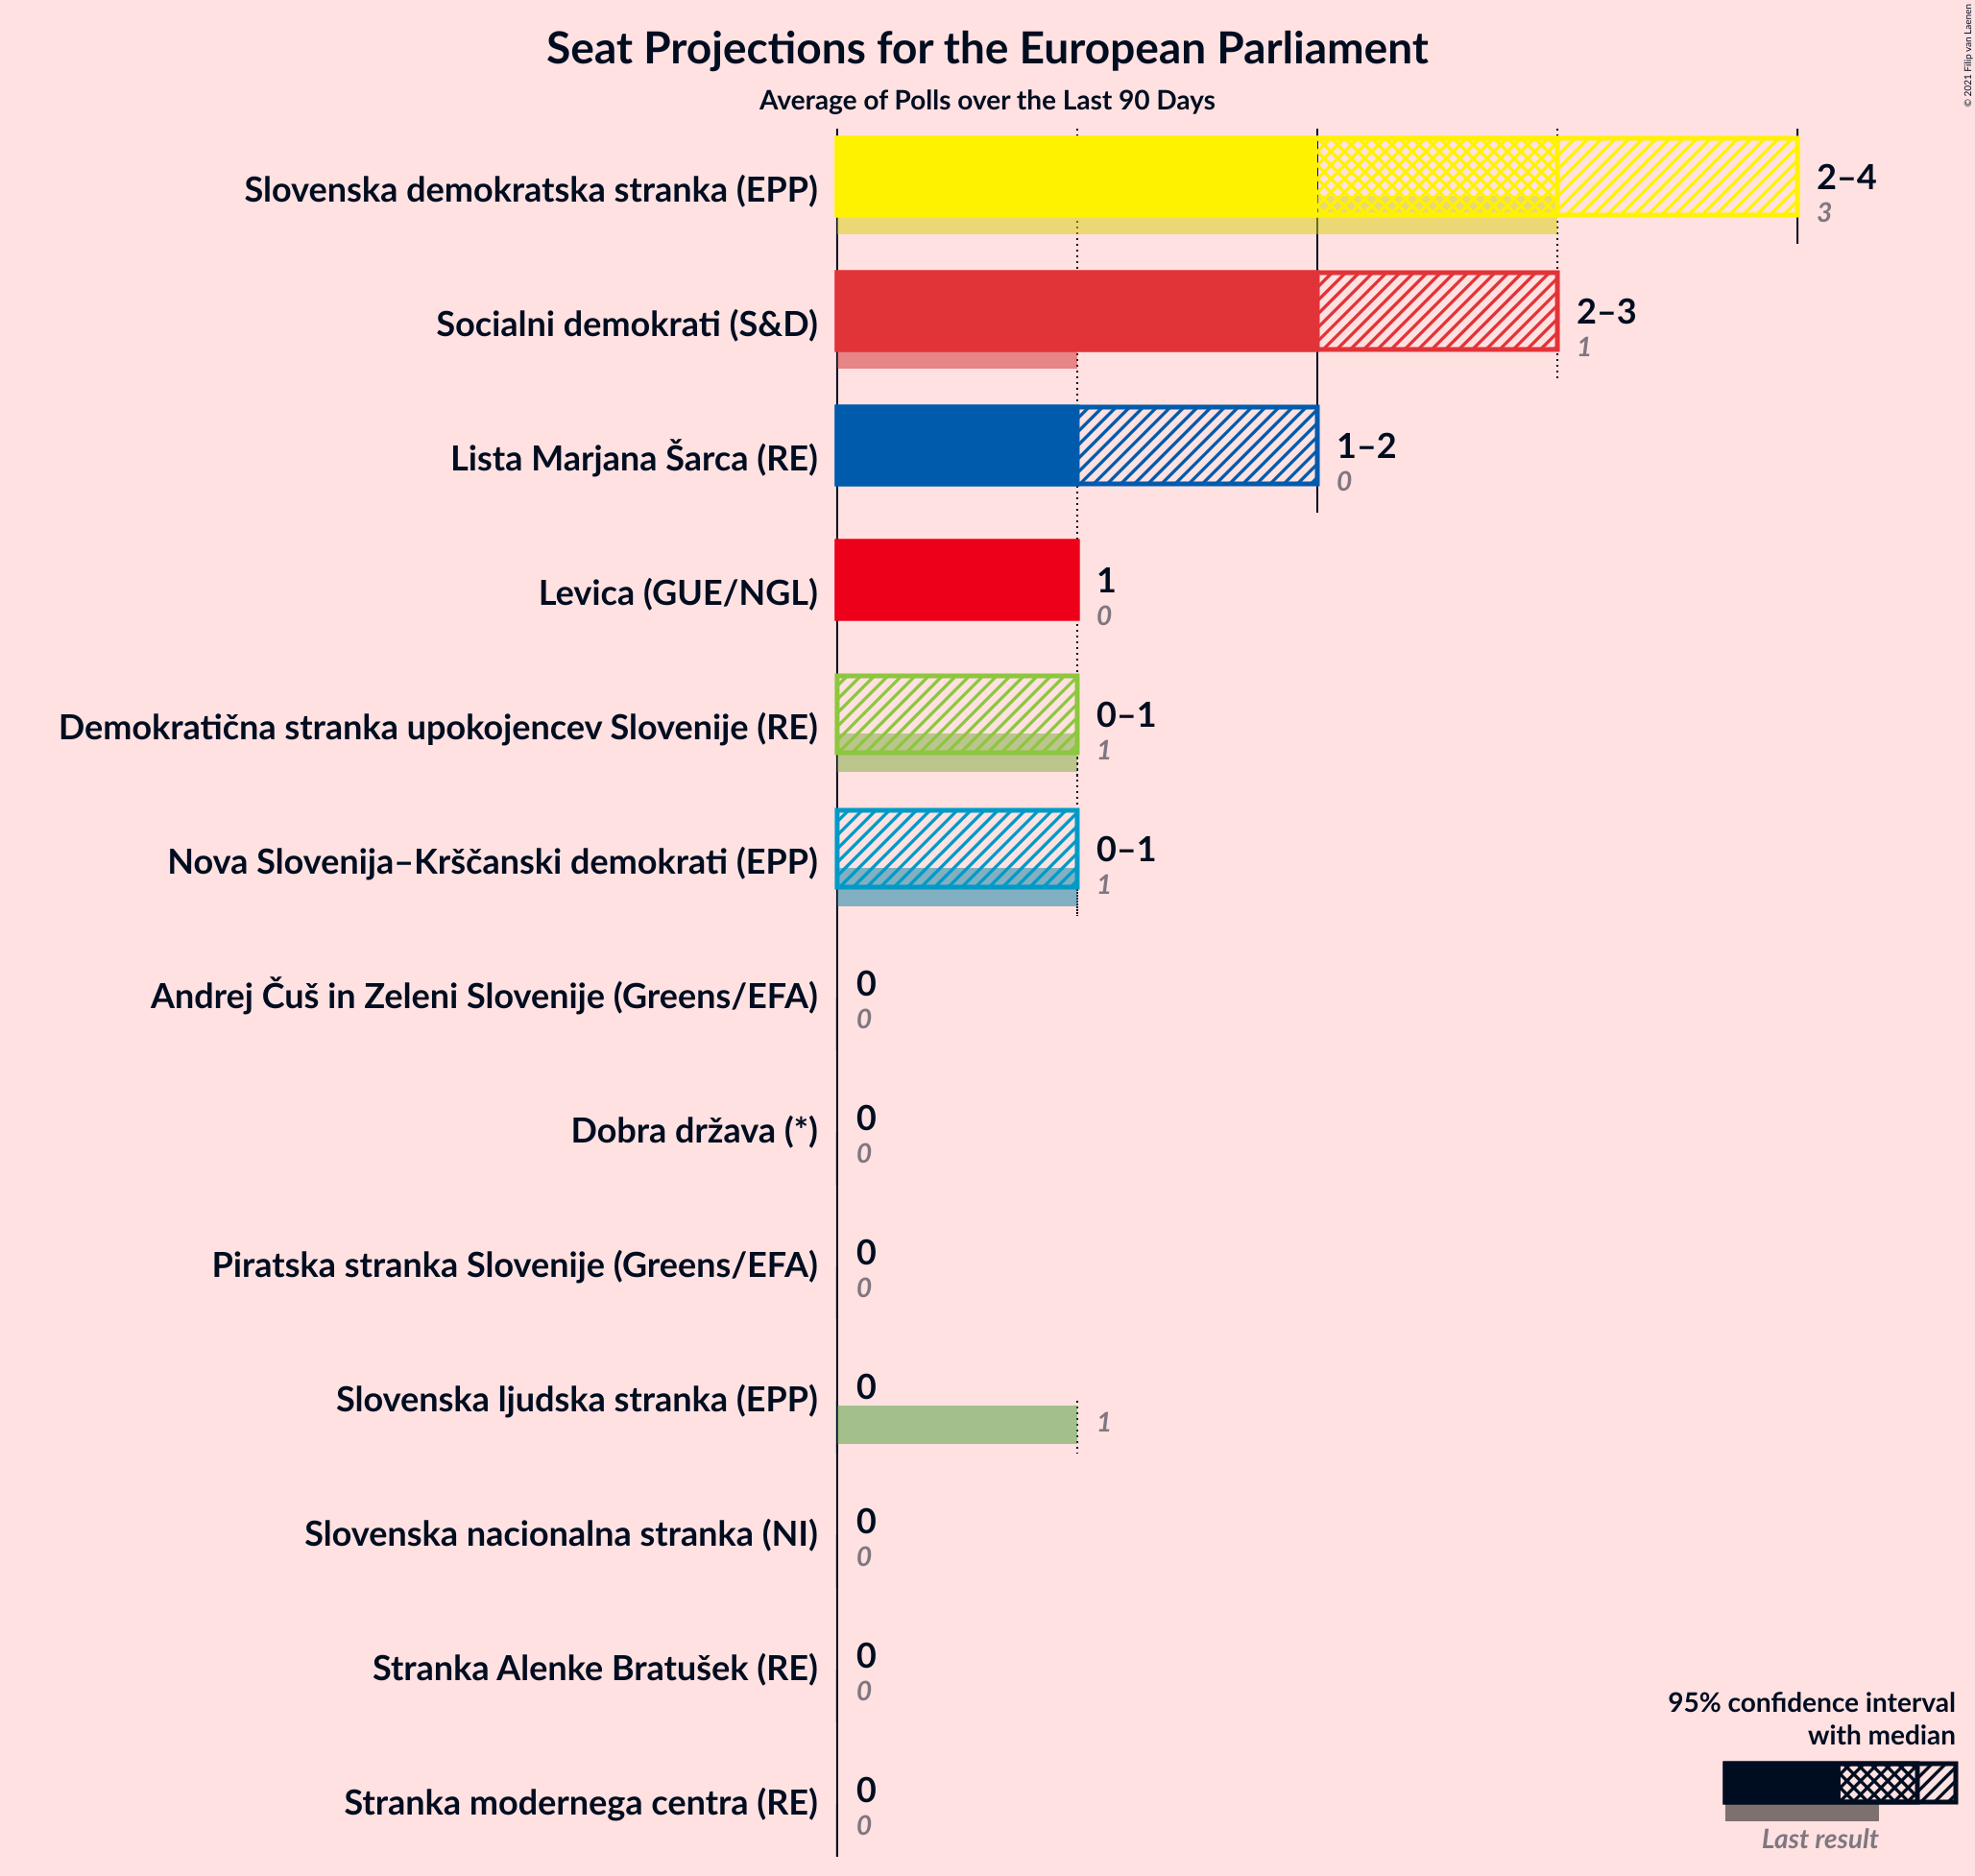 Seat Projections for the European Parliament
Average of Polls over the Last 90 Days
© 2021 Filip van Laenen
Slovenska demokratska stranka (EPP)
2–4
3
Socialni demokrati (S&D)
2–3
1
Lista Marjana Šarca (RE)
1–2
0
Levica (GUE/NGL)
1
0
Demokratična stranka upokojencev Slovenije (RE)
0–1
1
Nova Slovenija–Krščanski demokrati (EPP)
0–1
1
Andrej Čuš in Zeleni Slovenije (Greens/EFA)
0
0
Dobra država (*)
0
0
Piratska stranka Slovenije (Greens/EFA)
0
0
Slovenska ljudska stranka (EPP)
0
1
Slovenska nacionalna stranka (NI)
0
0
Stranka Alenke Bratušek (RE)
0
0
Stranka modernega centra (RE)
0
0
95% confidence interval
with median
Last result